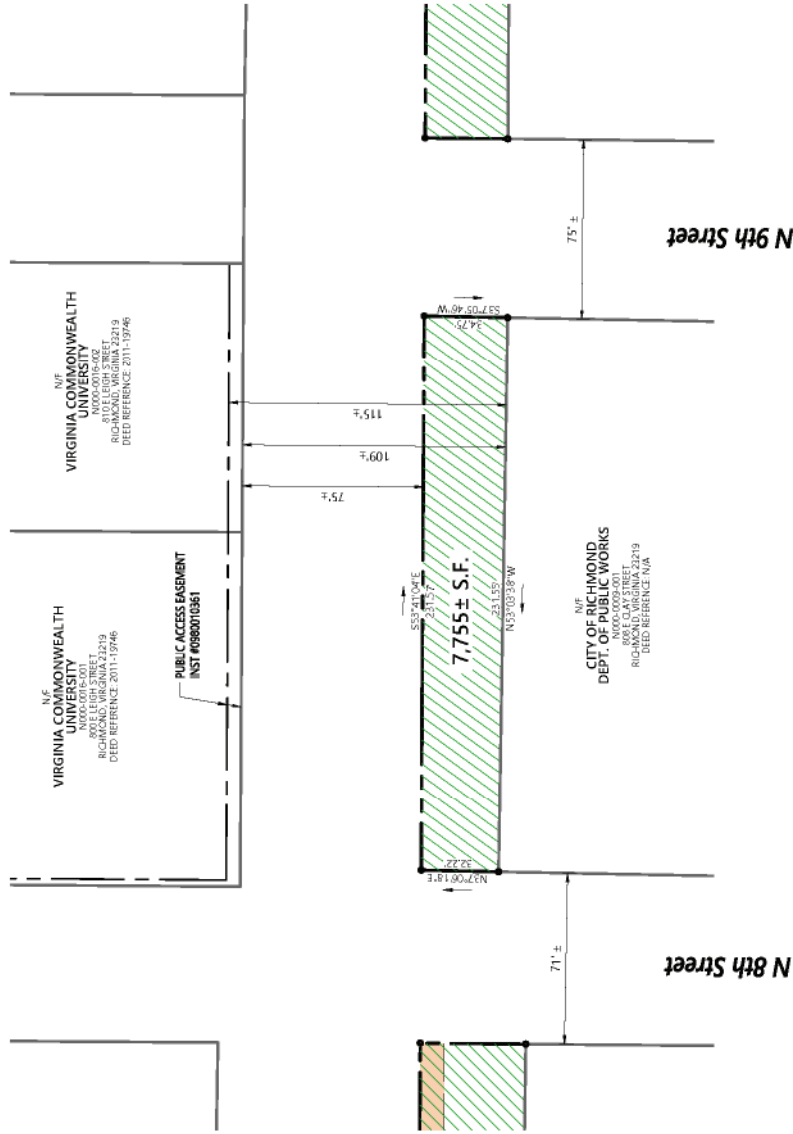 N 9th Street
75' ±
S37°05'46"W
34.75'
N/F
VIRGINIA COMMONWEALTH
UNIVERSITY
N000-0016-002
810 E LEIGH STREET
RICHMOND, VIRGINIA 23219
DEED REFERENCE: 2011-19746
115'±
109'±
75'±
N/F
VIRGINIA COMMONWEALTH
UNIVERSITY
N000-0016-001
800 E LEIGH STREET
RICHMOND, VIRGINIA 23219
DEED REFERENCE: 2011-19746
PUBLIC ACCESS EASEMENT
INST #0980010361
S53°41'04"E
231.57'
7,755± S.F.
231.55'
N53°03'38"W
N/F
CITY OF RICHMOND
DEPT. OF PUBLIC WORKS
N000-0009-001
808 E CLAY STREET
RICHMOND, VIRGINIA 23219
DEED REFERENCE: N/A
32.22'
N37°06'18"E
71' ±
N 8th Street